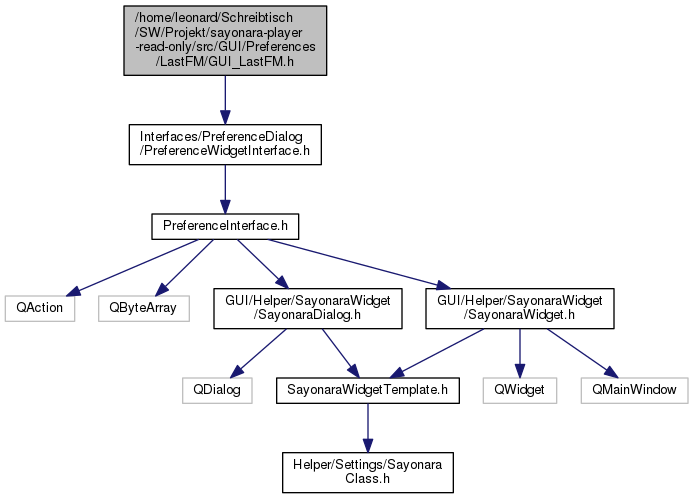 /home/leonard/Schreibtisch
/SW/Projekt/sayonara-player
-read-only/src/GUI/Preferences
/LastFM/GUI_LastFM.h
Interfaces/PreferenceDialog
/PreferenceWidgetInterface.h
PreferenceInterface.h
QAction
QByteArray
GUI/Helper/SayonaraWidget
/SayonaraDialog.h
GUI/Helper/SayonaraWidget
/SayonaraWidget.h
QDialog
SayonaraWidgetTemplate.h
QWidget
QMainWindow
Helper/Settings/Sayonara
Class.h